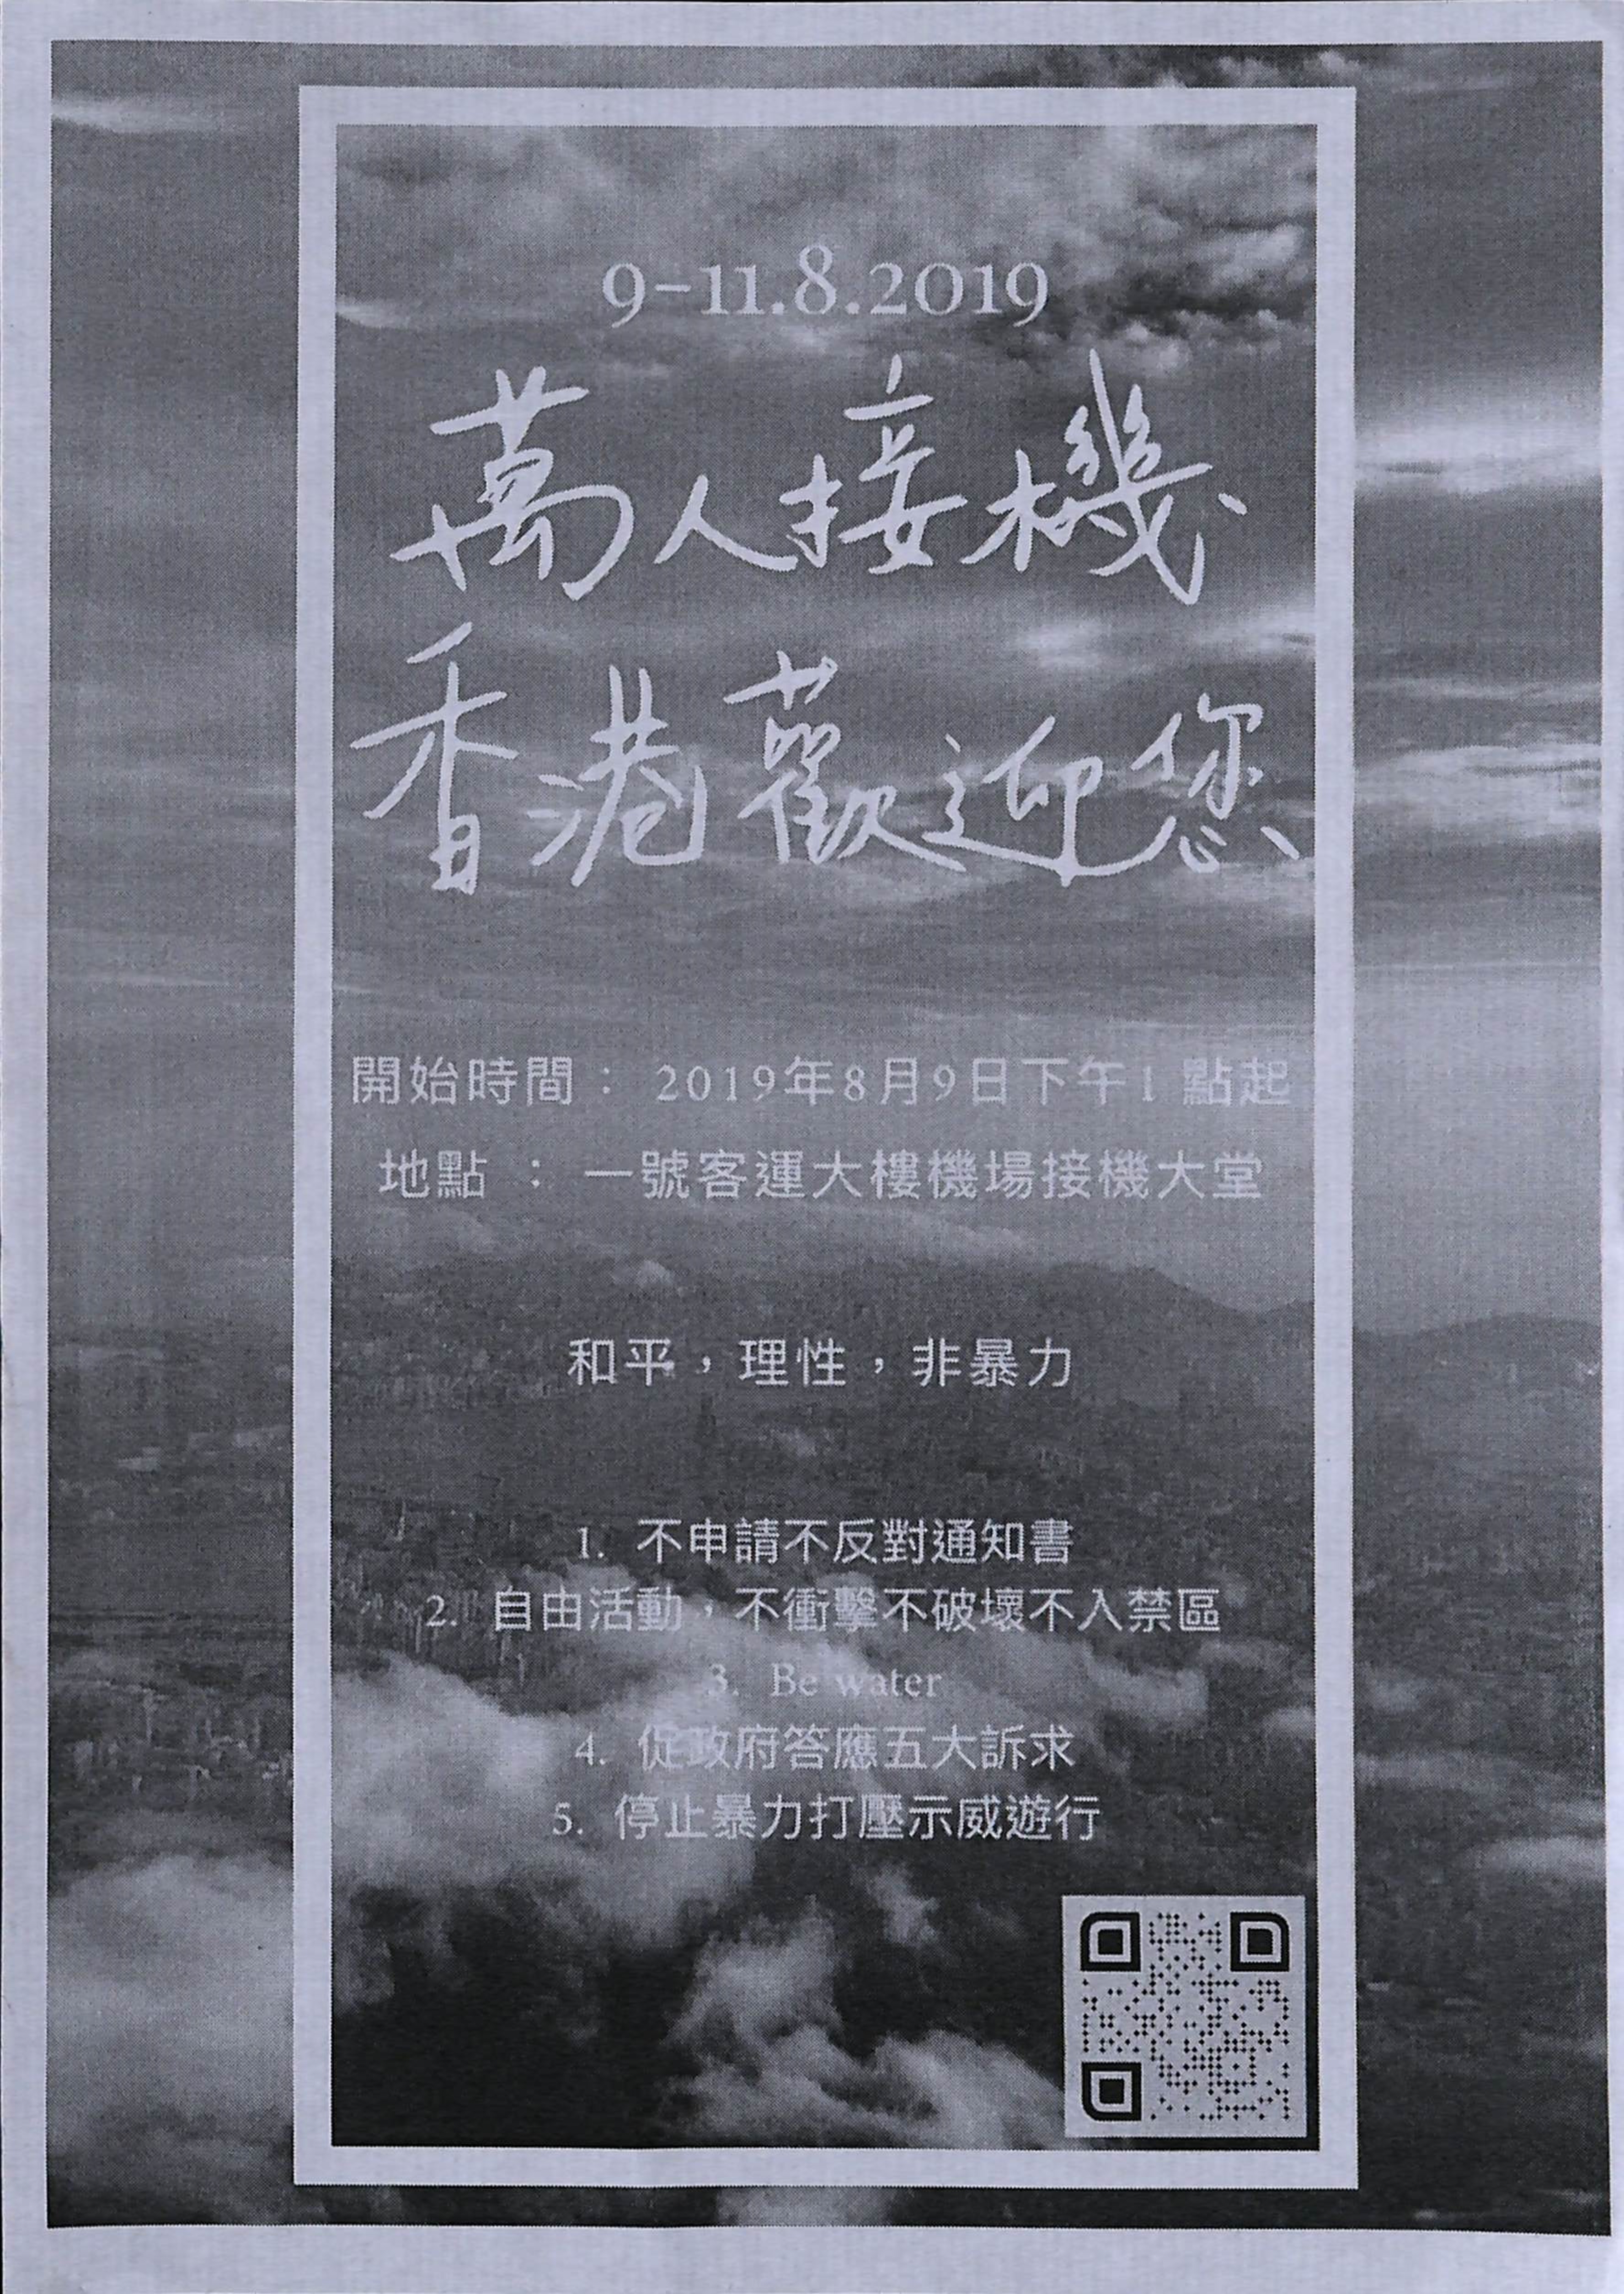 9-11.8.2019
萬人接機
香港歡迎您
開始時間： 2019年8月9日下午1 點起
地點 ： 一號客運大樓機場接機大堂
和平，理性，非暴力
1. 不申請不反對通知書
2. 自由活動，不衝擊不破壞不入禁區
3. Be water
4. 促政府答應五大訴求
5. 停止暴力打壓示威遊行